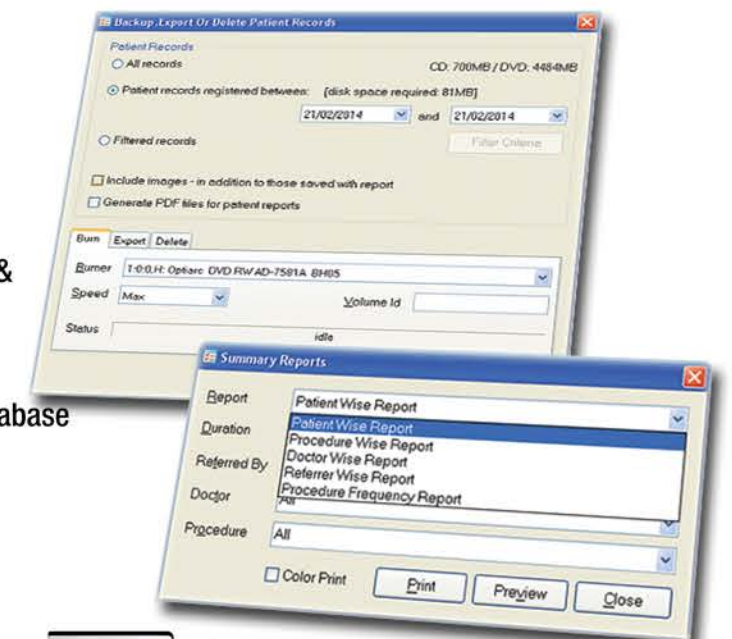 Backup ,Export Or Delete Patient Records
Patient Records
All records
CD: 700MB / DVD: 4484MB
Patient records registered between: [disk space required: 81MB]
21/02/2014 and 21/02/2014
Filtered records
Filter Criteria
Include images - in addition to those saved with report
Generate PDF files for patient reports
Burn Export Delete
&
Burner 1:0:0,H: Optiarc DVD RW AD-7581A BH05
Speed Max Volume Id
Status idle
abase
Summary Reports
Report Patient Wise Report
Patient Wise Report
Duration
Procedure Wise Report
Doctor Wise Report
Referred By
Referrer Wise Report
Procedure Frequency Report
Doctor All
Procedure All
Color Print Print Preview Close